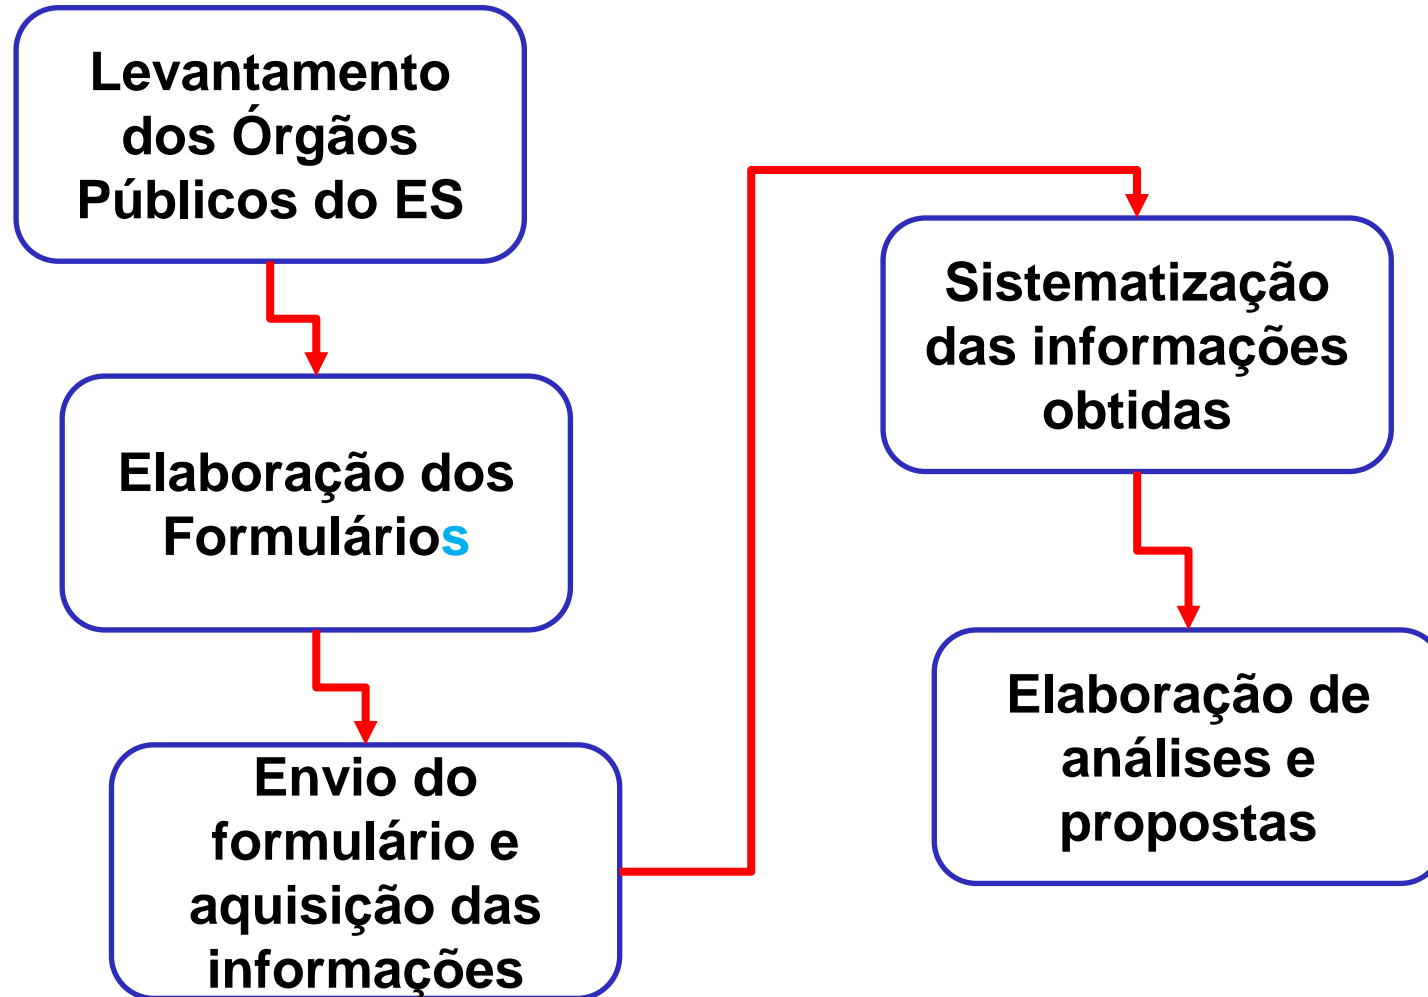 Levantamento
dos Órgãos
Públicos do ES
Elaboração dos
Formulários
Envio do
formulário e
aquisição das
informações
Sistematização
das informações
obtidas
Elaboração de
análises e
propostas